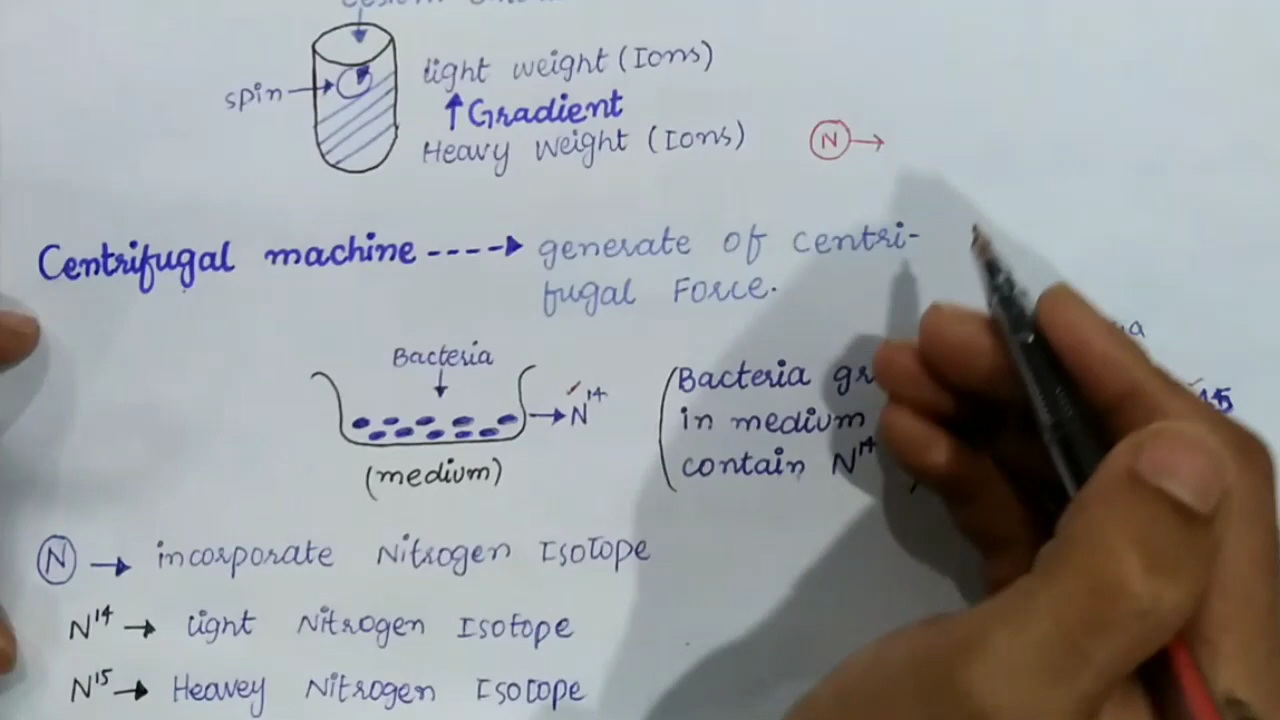 light weight (Ions)
spin
↑Gradient
Heavy weight (Ions)
N →
Centrifugal machine ----► generate of centri-
fugal Force.
Bacteria
N¹⁴
(medium)
(Bacteria
in medium
contain N¹⁴
15
N → incorporate Nitrogen Isotope
N¹⁴ → light Nitrogen Isotope
N¹⁵ → Heavey Nitrogen Isotope